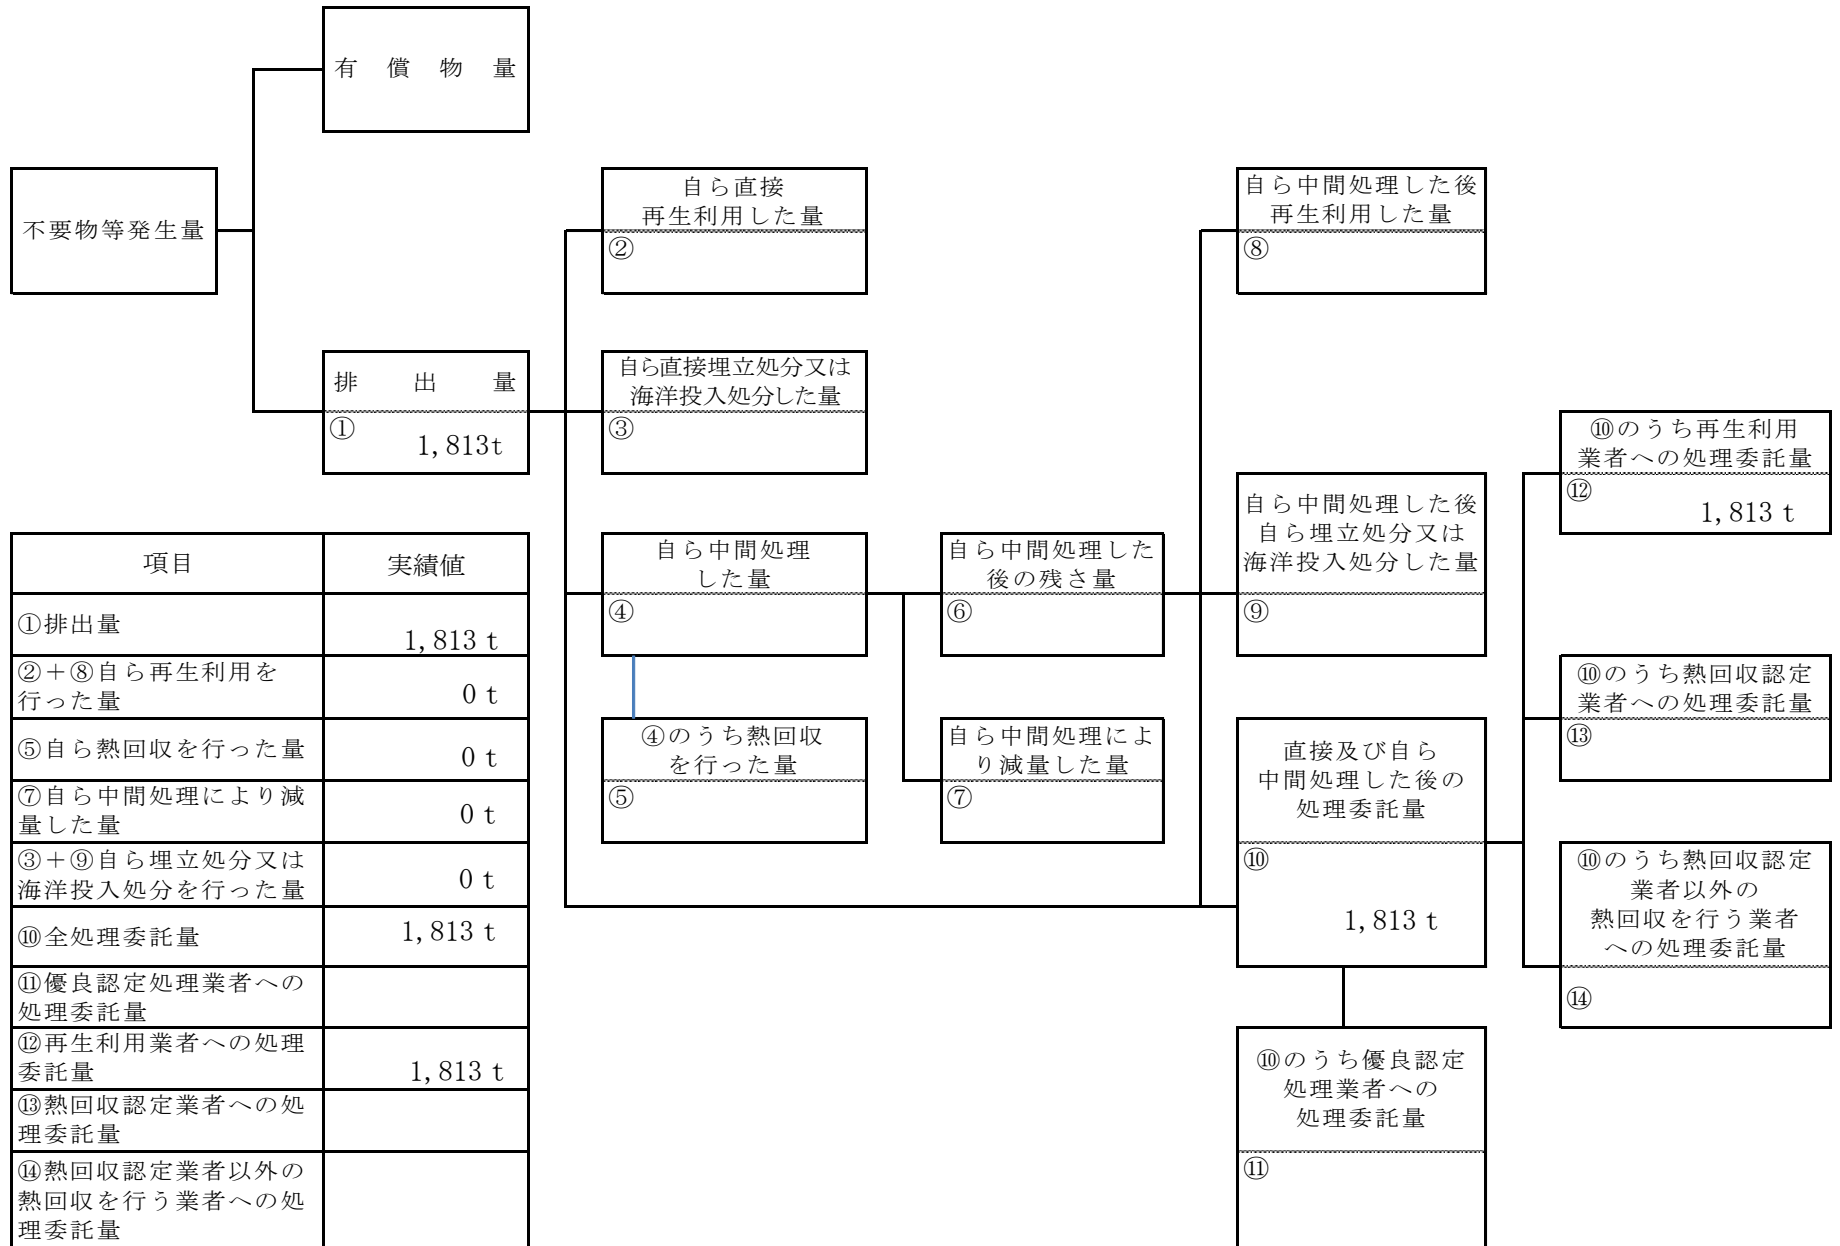 有償物量
不要物等発生量
排出量
①
1,813t
自ら直接
再生利用した量
②
自ら直接埋立処分又は
海洋投入処分した量
③
自ら中間処理
した量
④
④のうち熱回収
を行った量
⑤
自ら中間処理した
後の残さ量
⑥
自ら中間処理によ
り減量した量
⑦
自ら中間処理した後
再生利用した量
⑧
自ら中間処理した後
自ら埋立処分又は
海洋投入処分した量
⑨
直接及び自ら
中間処理した後の
処理委託量
⑩
1,813 t
⑩のうち優良認定
処理業者への
処理委託量
⑪
⑩のうち再生利用
業者への処理委託量
⑫
1,813 t
⑩のうち熱回収認定
業者への処理委託量
⑬
⑩のうち熱回収認定
業者以外の
熱回収を行う業者
への処理委託量
⑭
項目 実績値
①排出量 1,813 t
②+⑧自ら再生利用を
行った量 0 t
⑤自ら熱回収を行った量 0 t
⑦自ら中間処理により減
量した量 0 t
③+⑨自ら埋立処分又は
海洋投入処分を行った量 0 t
⑩全処理委託量 1,813 t
⑪優良認定処理業者への
処理委託量
⑫再生利用業者への処理
委託量 1,813 t
⑬熱回収認定業者への処
理委託量
⑭熱回収認定業者以外の
熱回収を行う業者への処
理委託量